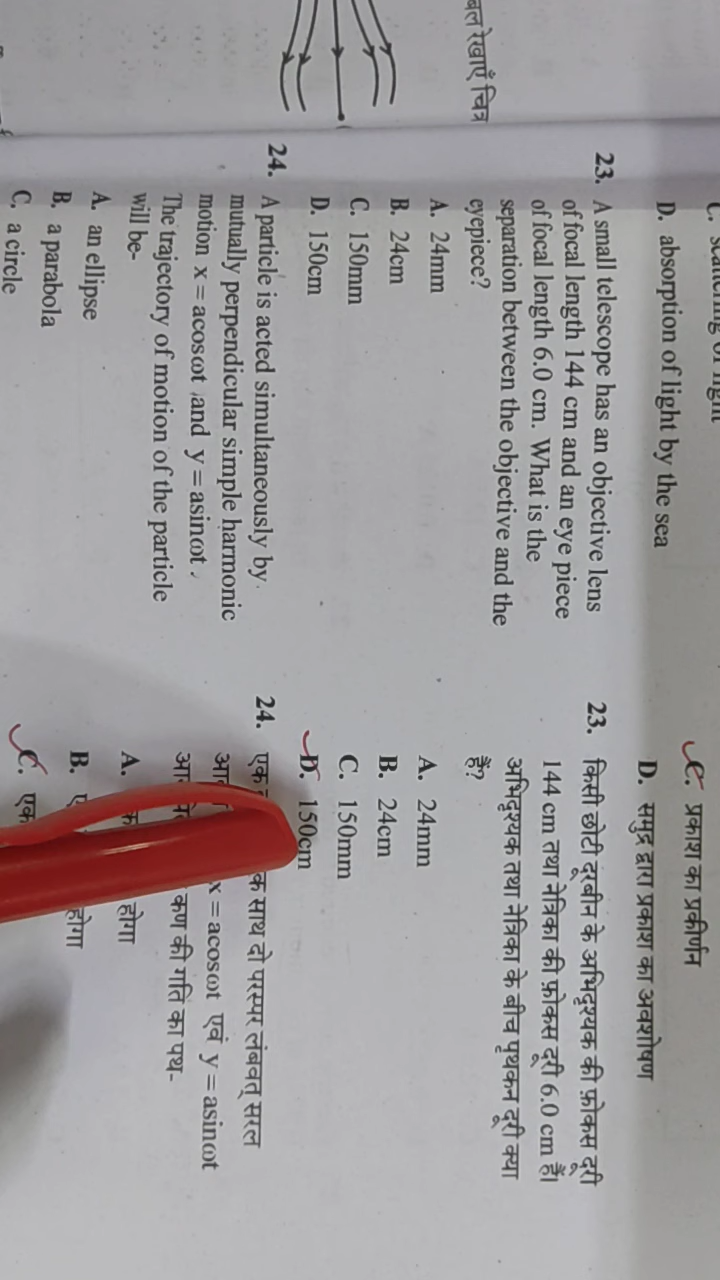 बल रेखाएँ चित्र
D. absorption of light by the sea
23. A small telescope has an objective lens
of focal length 144 cm and an eye piece
of focal length 6.0 cm. What is the
separation between the objective and the
eyepiece?
A. 24mm
B. 24cm
C. 150mm
D. 150cm
24. A particle is acted simultaneously by
mutually perpendicular simple harmonic
motion x = acosωt and y = asinωt.
The trajectory of motion of the particle
will be-
A. an ellipse
B. a parabola
C. a circle
C. प्रकाश का प्रकीर्णन
D. समुद्र द्वारा प्रकाश का अवशोषण
23. किसी छोटी दूरबीन के अभिदृश्यक की फ़ोकस दूरी
144 cm तथा नेत्रिका की फ़ोकस दूरी 6.0 cm है।
अभिदृश्यक तथा नेत्रिका के बीच पृथकन दूरी क्या
है?
A. 24mm
B. 24cm
C. 150mm
D. 150cm
24. एक साथ दो परस्पर लंबवत् सरल
x = acosωt एवं y = asinωt
कण की गति का पथ-
A. होगा
B. होगा
C. एक